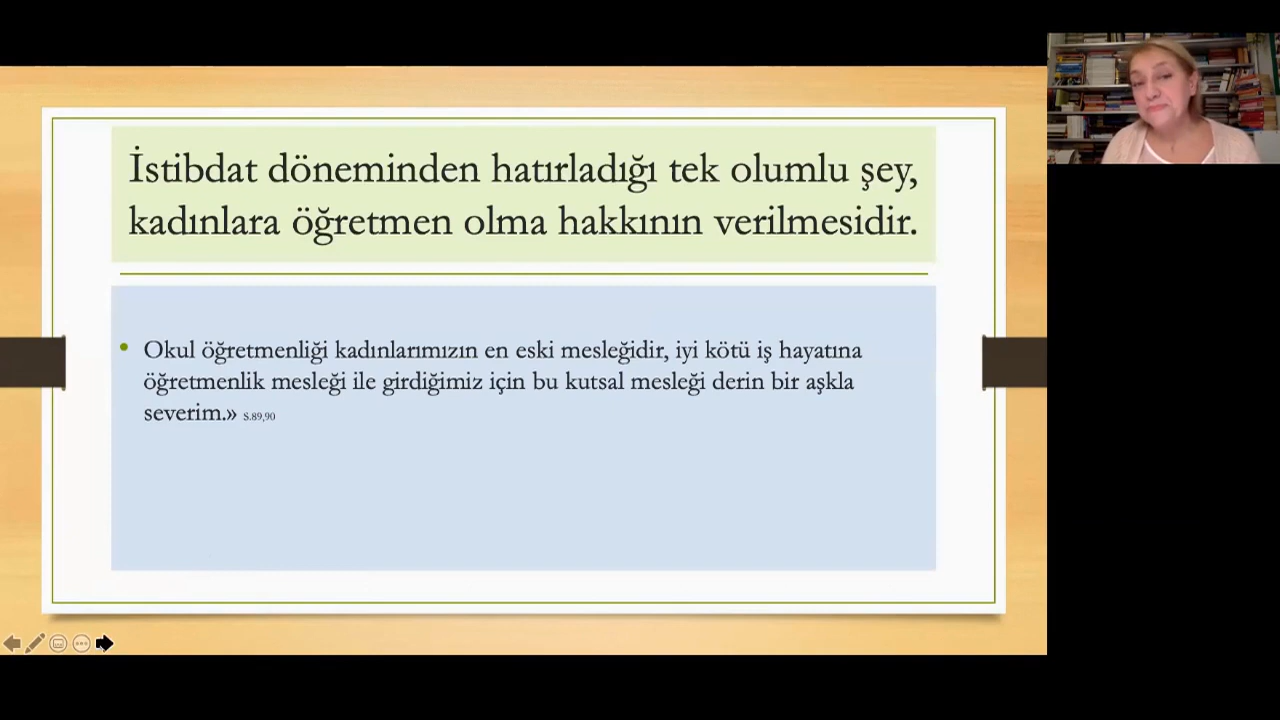 İstibdat döneminden hatırladığı tek olumlu şey,
kadınlara öğretmen olma hakkının verilmesidir.
• Okul öğretmenliği kadınlarımızın en eski mesleğidir, iyi kötü iş hayatına
öğretmenlik mesleği ile girdiğimiz için bu kutsal mesleği derin bir aşkla
severim.» S.89,90